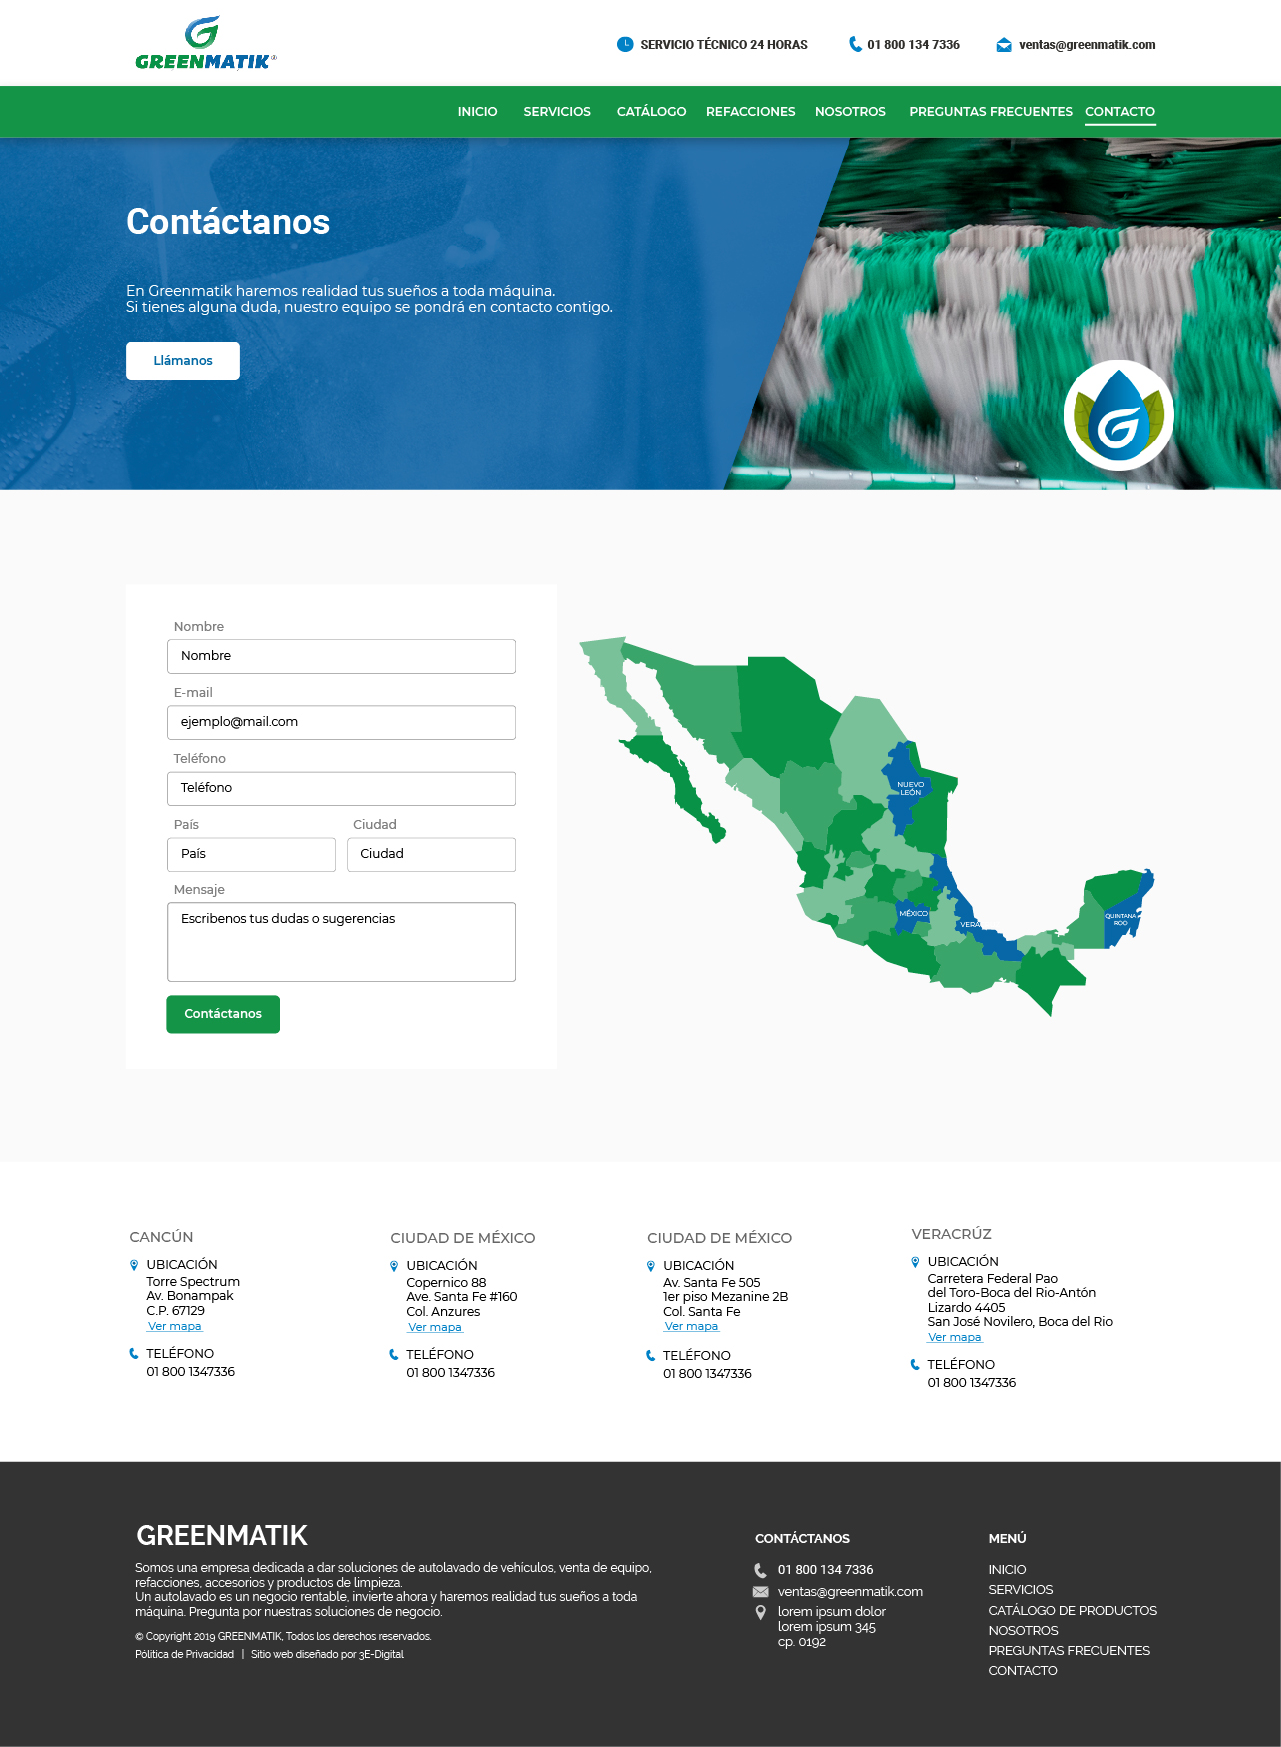 GREENMATIK®
SERVICIO TÉCNICO 24 HORAS
01 800 134 7336
ventas@greenmatik.com
INICIO SERVICIOS CATÁLOGO REFACCIONES NOSOTROS PREGUNTAS FRECUENTES CONTACTO
Contáctanos
En Greenmatik haremos realidad tus sueños a toda máquina.
Si tienes alguna duda, nuestro equipo se pondrá en contacto contigo.
Llámanos
Nombre
Nombre
E-mail
ejemplo@mail.com
Teléfono
Teléfono
País Ciudad
País Ciudad
Mensaje
Escribenos tus dudas o sugerencias
Contáctanos
NUEVO
LEÓN
MÉXICO
VERA
QUINTANA
ROO
CANCÚN
UBICACIÓN
Torre Spectrum
Av. Bonampak
C.P. 67129
Ver mapa
TELÉFONO
01 800 1347336
CIUDAD DE MÉXICO
UBICACIÓN
Copernico 88
Ave. Santa Fe #160
Col. Anzures
Ver mapa
TELÉFONO
01 800 1347336
CIUDAD DE MÉXICO
UBICACIÓN
Av. Santa Fe 505
1er piso Mezanine 2B
Col. Santa Fe
Ver mapa
TELÉFONO
01 800 1347336
VERACRÚZ
UBICACIÓN
Carretera Federal Pao
del Toro-Boca del Rio-Antón
Lizardo 4405
San José Novilero, Boca del Rio
Ver mapa
TELÉFONO
01 800 1347336
GREENMATIK
Somos una empresa dedicada a dar soluciones de autolavado de vehículos, venta de equipo,
refacciones, accesorios y productos de limpieza.
Un autolavado es un negocio rentable, invierte ahora y haremos realidad tus sueños a toda
máquina. Pregunta por nuestras soluciones de negocio.
© Copyright 2019 GREENMATIK, Todos los derechos reservados.
Pólitica de Privacidad | Sitio web diseñado por 3E-Digital
CONTÁCTANOS
01 800 134 7336
ventas@greenmatik.com
lorem ipsum dolor
lorem ipsum 345
cp. 0192
MENÚ
INICIO
SERVICIOS
CATÁLOGO DE PRODUCTOS
NOSOTROS
PREGUNTAS FRECUENTES
CONTACTO